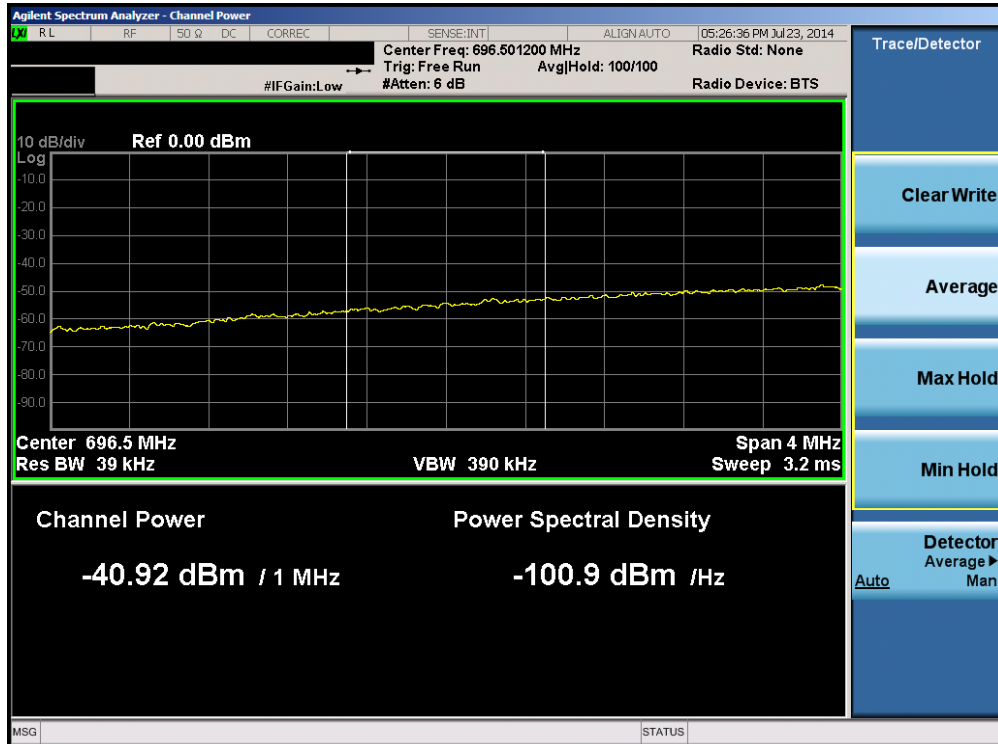 Agilent Spectrum Analyzer - Channel Power
LXI RL RF 50 Ω DC CORREC SENSE:INT ALIGN AUTO 05:26:36 PM Jul 23, 2014
Center Freq: 696.501200 MHz Radio Std: None
Trig: Free Run Avg|Hold: 100/100
#IFGain:Low #Atten: 6 dB Radio Device: BTS
Trace/Detector
10 dB/div Ref 0.00 dBm
Log
-10.0
-20.0
-30.0
-40.0
-50.0
-60.0
-70.0
-80.0
-90.0
Center 696.5 MHz Span 4 MHz
Res BW 39 kHz VBW 390 kHz Sweep 3.2 ms
Channel Power Power Spectral Density
-40.92 dBm / 1 MHz -100.9 dBm /Hz
Clear Write
Average
Max Hold
Min Hold
Detector
Average▶
Auto Man
MSG STATUS